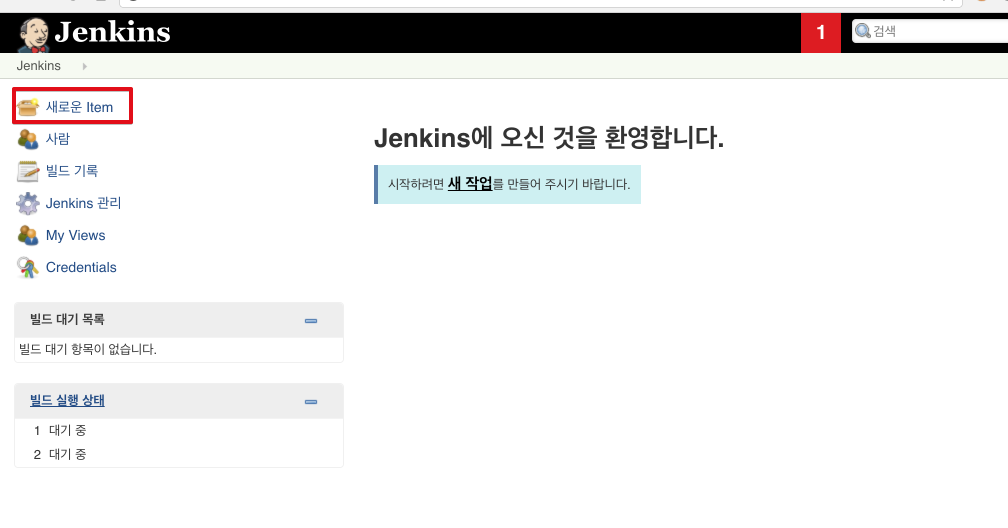 Jenkins
1
검색
Jenkins
새로운 Item
사람
빌드 기록
Jenkins 관리
My Views
Credentials
빌드 대기 목록
빌드 대기 항목이 없습니다.
빌드 실행 상태
1 대기 중
2 대기 중
Jenkins에 오신 것을 환영합니다.
시작하려면 새 작업를 만들어 주시기 바랍니다.